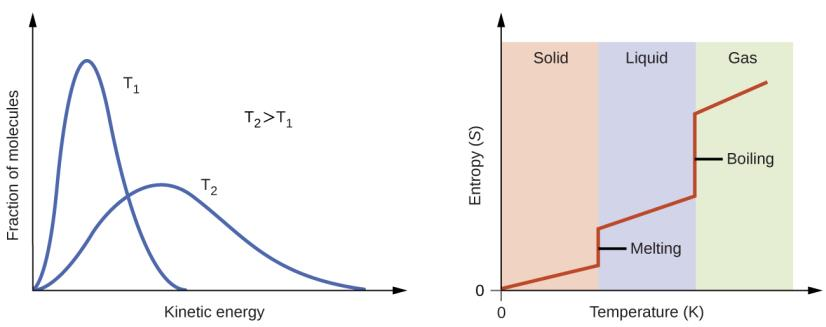 Fraction of molecules
T₁
T₂>T₁
T₂
Kinetic energy
Entropy (S)
Solid
Liquid
Gas
Boiling
Melting
0
0
Temperature (K)